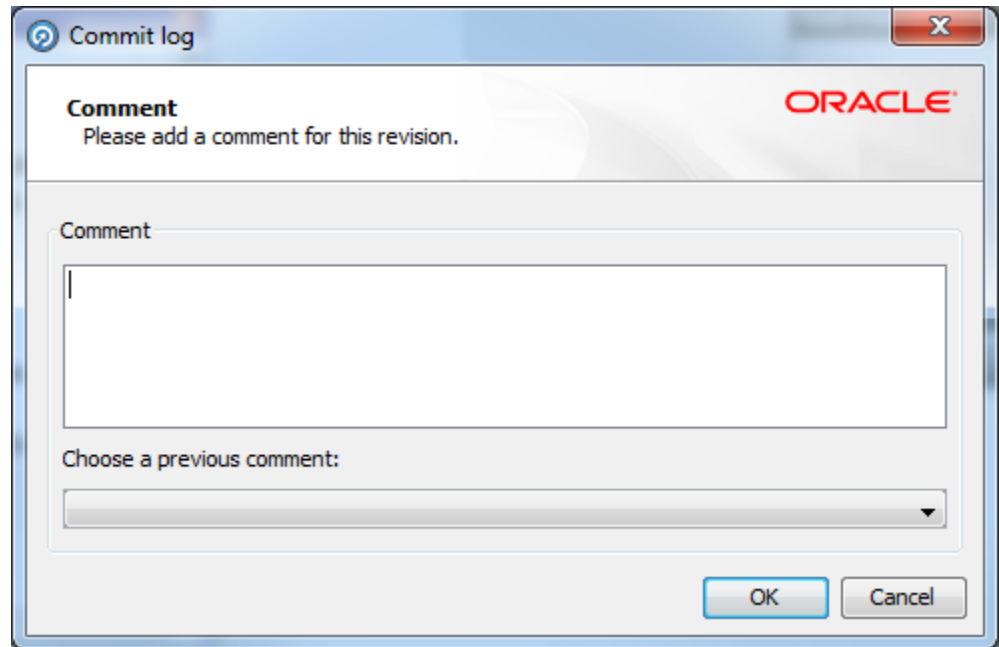 Commit log
Comment
ORACLE
Please add a comment for this revision.
Comment
Choose a previous comment:
OK Cancel